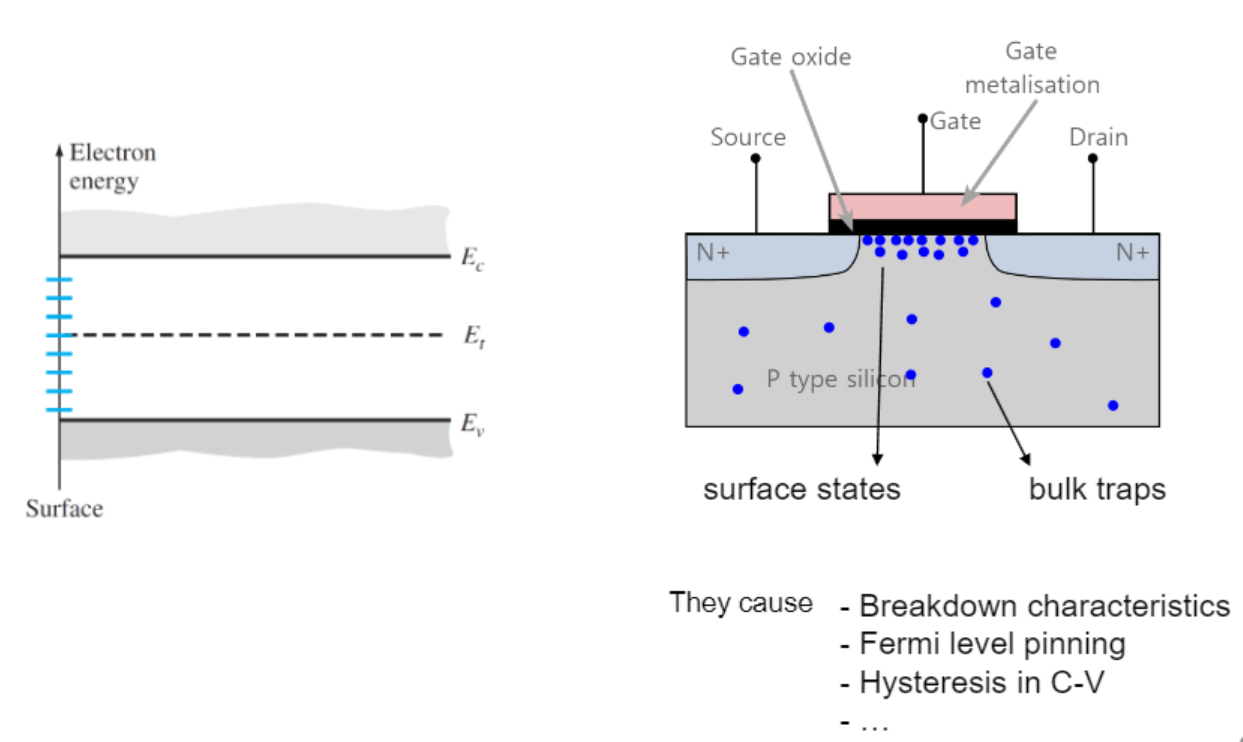 Electron
energy
E_c
E_t
E_v
Surface
Gate oxide
Gate
metalisation
Gate
Source
Drain
N+
N+
P type silicon
surface states
bulk traps
They cause
- Breakdown characteristics
- Fermi level pinning
- Hysteresis in C-V
- ...